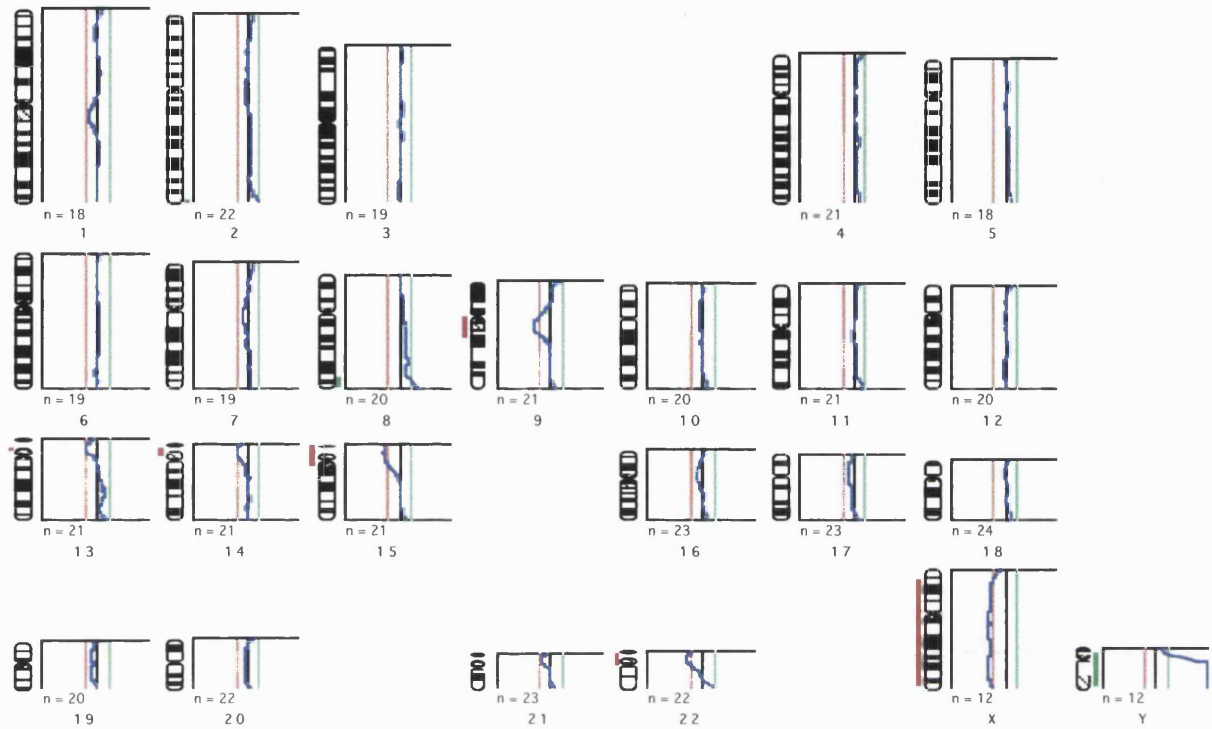 n = 18
1
n = 22
2
n = 19
3
n = 21
4
n = 18
5
n = 19
6
n = 19
7
n = 20
8
n = 21
9
n = 20
10
n = 21
11
n = 20
12
n = 21
13
n = 21
14
n = 21
15
n = 23
16
n = 23
17
n = 24
18
n = 20
19
n = 22
20
n = 23
21
n = 22
22
n = 12
X
n = 12
Y